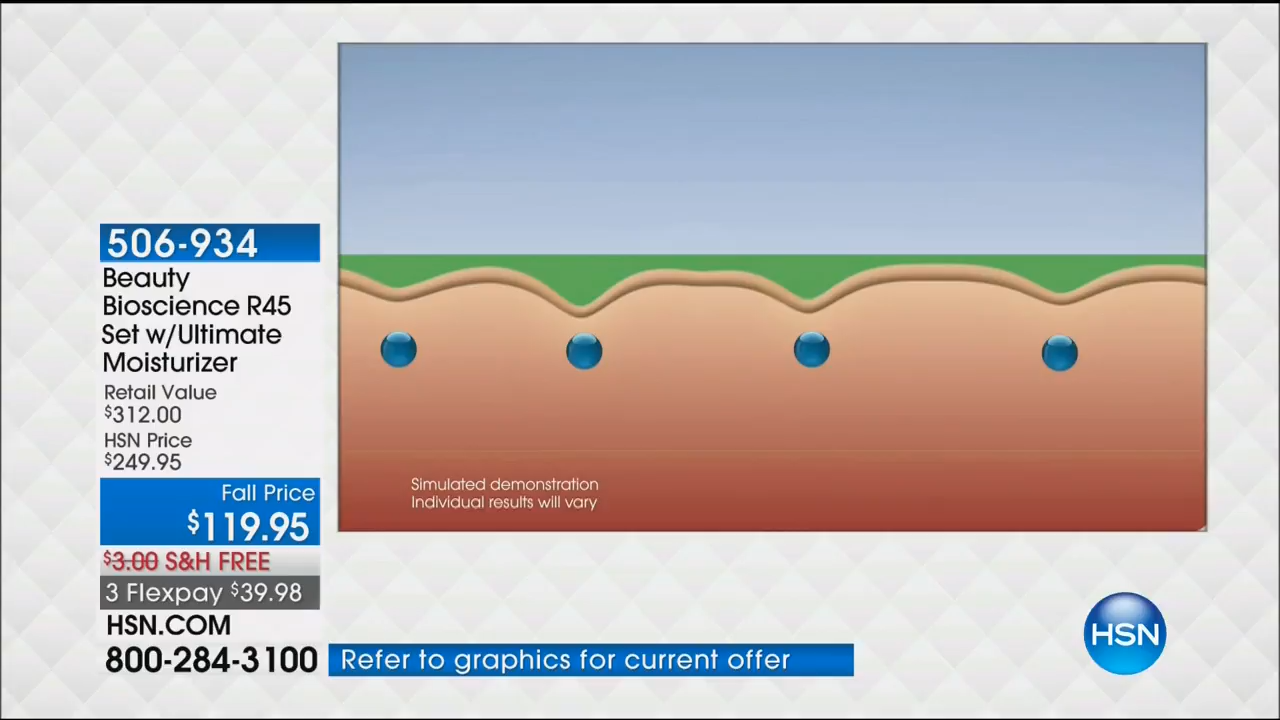 506-934
Beauty
Bioscience R45
Set w/Ultimate
Moisturizer
Retail Value
$312.00
HSN Price
$249.95
Fall Price
$119.95
$3.00 S&H FREE
3 Flexpay $39.98
HSN.COM
800-284-3100
Refer to graphics for current offer
Simulated demonstration
Individual results will vary
HSN